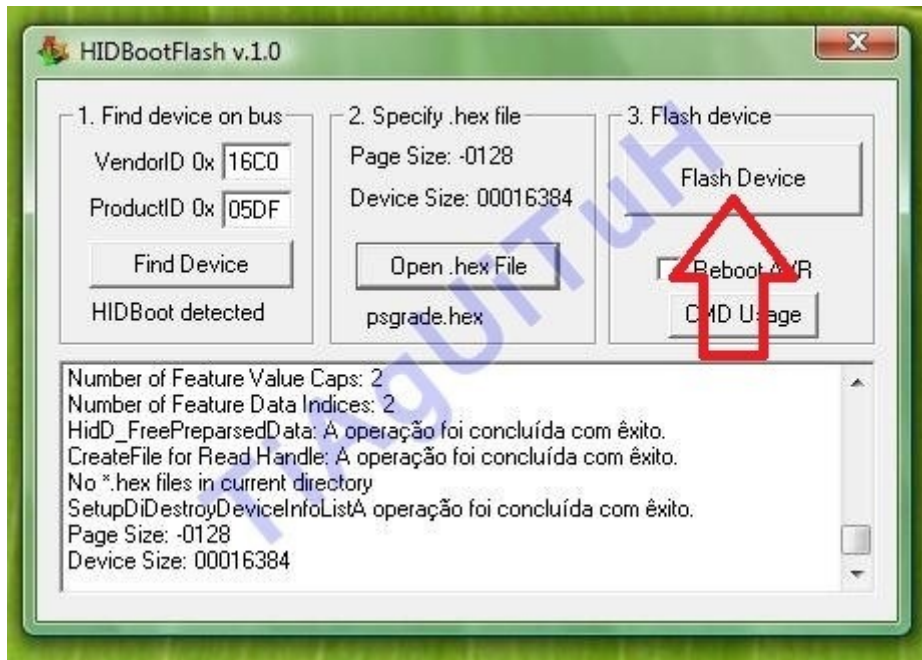 HIDBootFlash v.1.0
1. Find device on bus
VendorID 0x 16C0
ProductID 0x 05DF
Find Device
HIDBoot detected
2. Specify .hex file
Page Size: -0128
Device Size: 00016384
Open .hex File
psgrade.hex
3. Flash device
Flash Device
Reboot AVR
CMD Usage
Number of Feature Value Caps: 2
Number of Feature Data Indices: 2
HidD_FreePreparsedData: A operação foi concluída com êxito.
CreateFile for Read Handle: A operação foi concluída com êxito.
No *.hex files in current directory
SetupDiDestroyDeviceInfoListA operação foi concluída com êxito.
Page Size: -0128
Device Size: 00016384
TiAgUiTuH